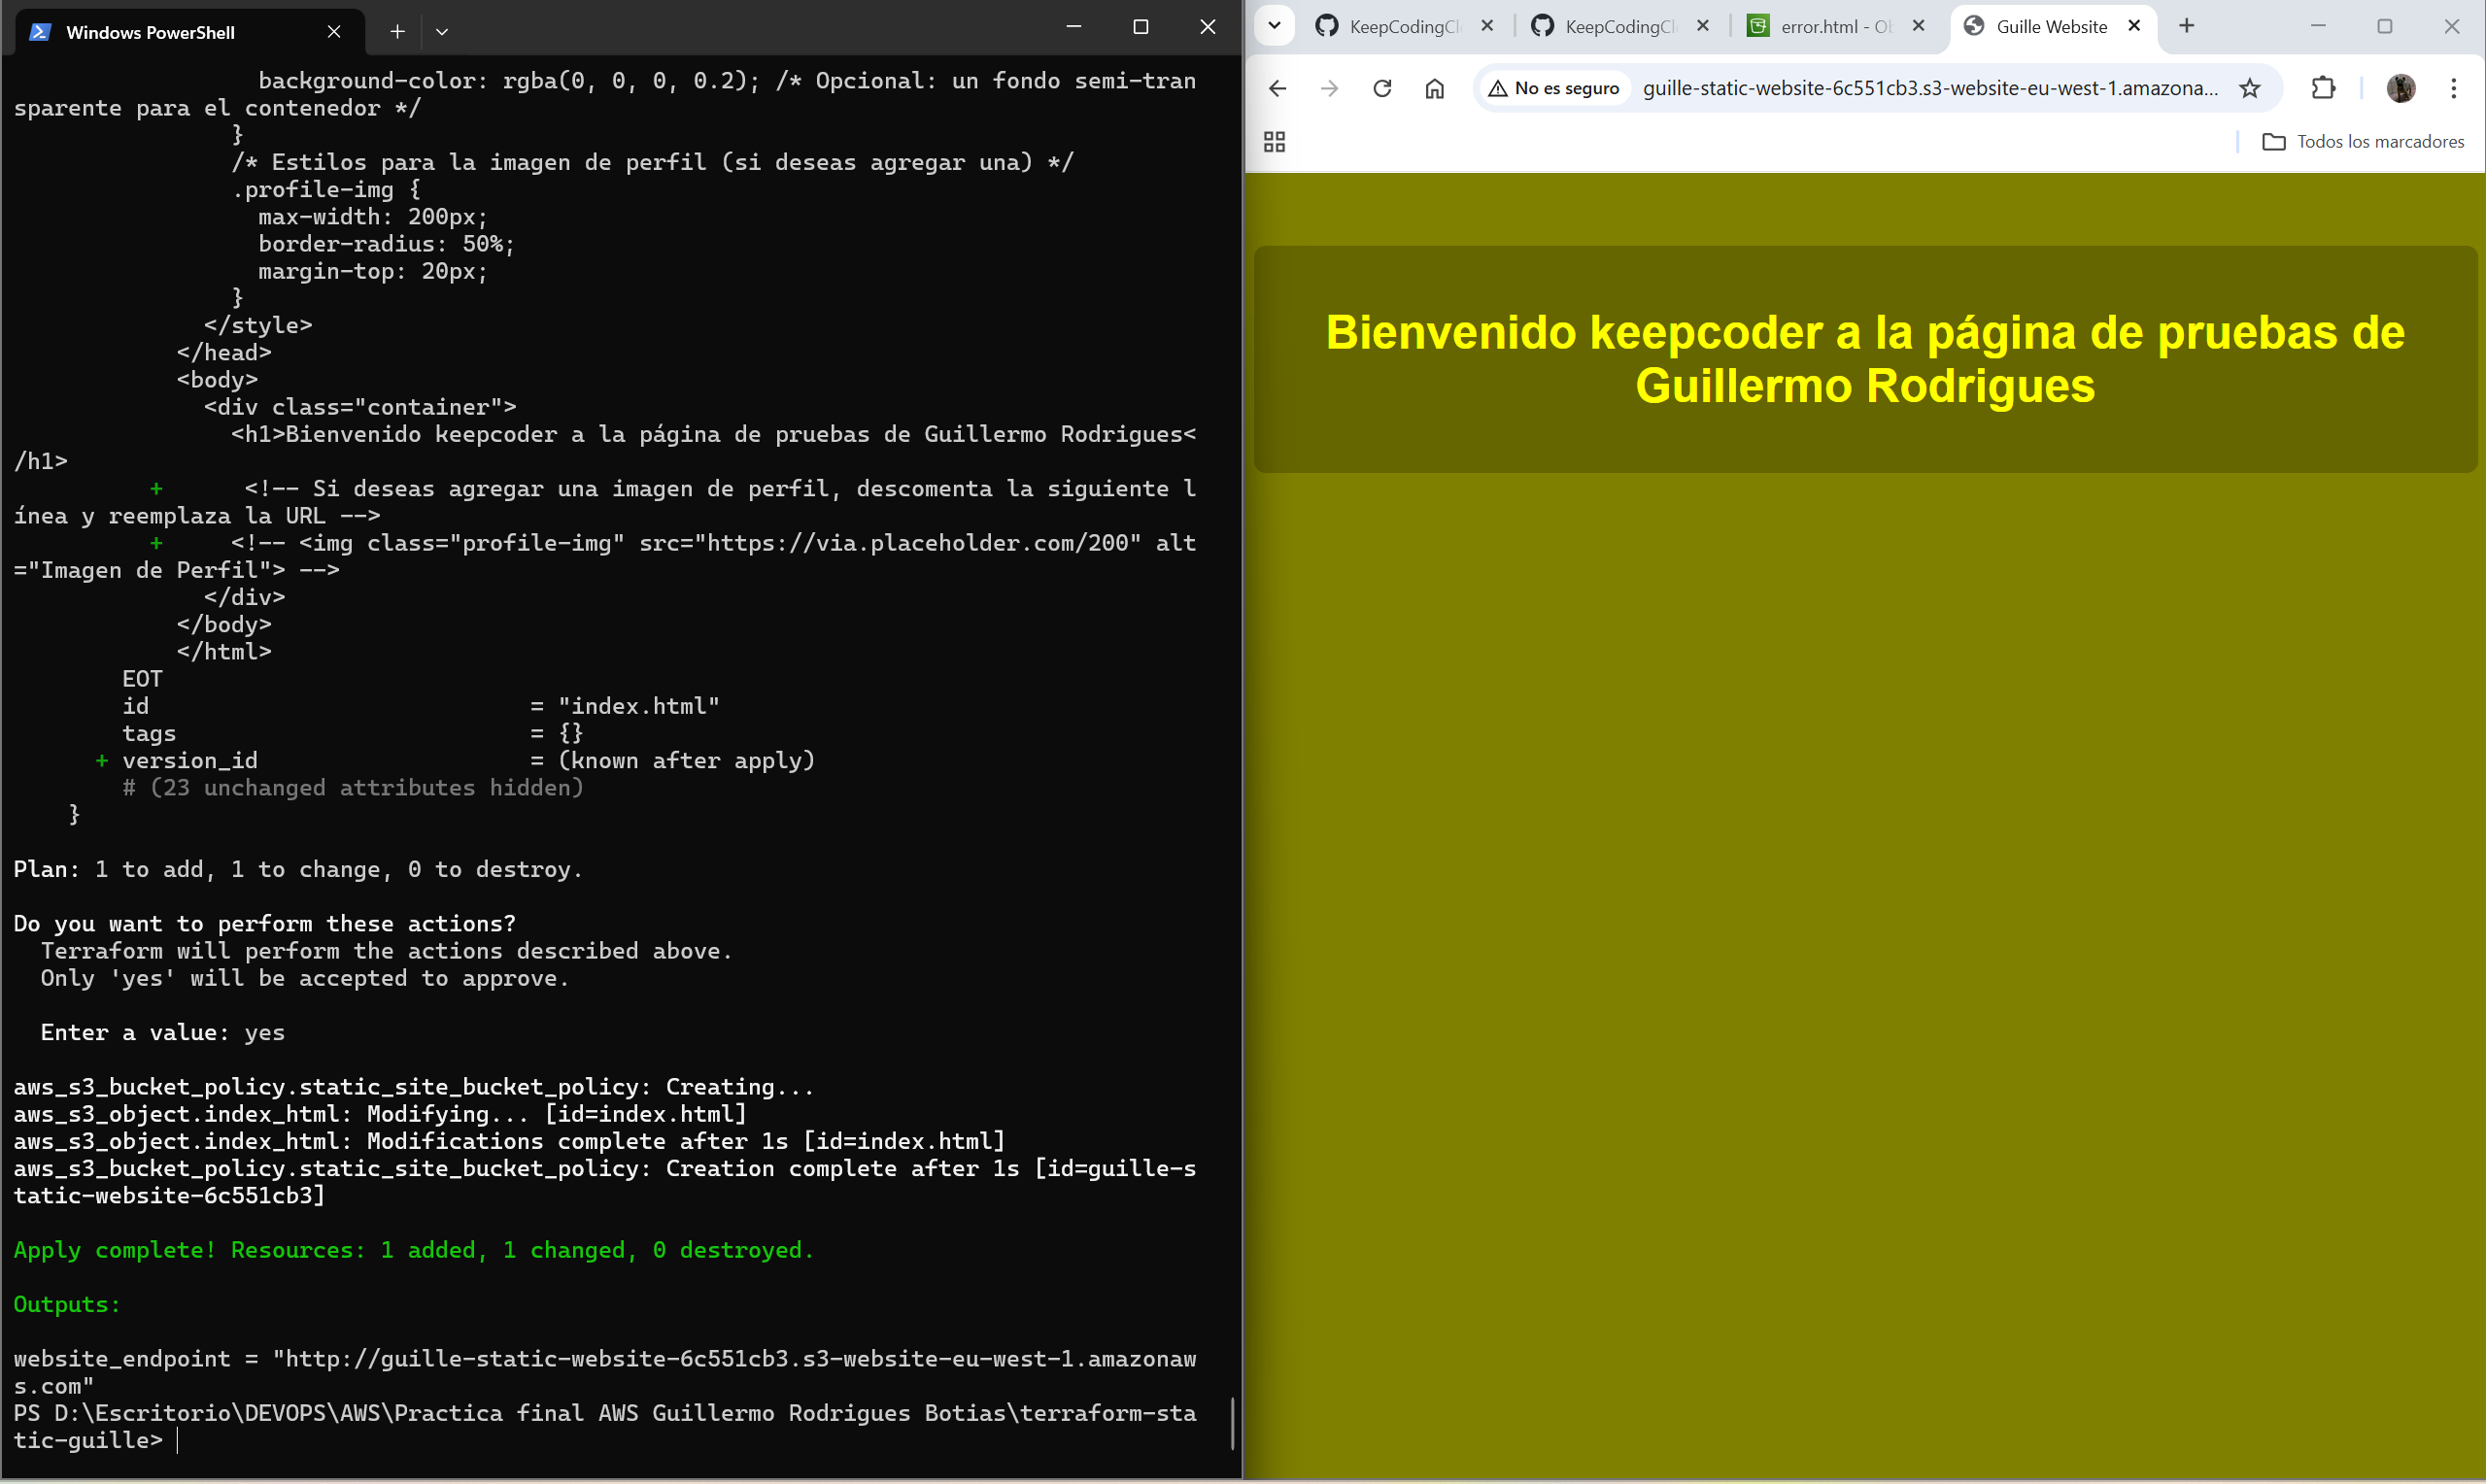 Windows PowerShell
background-color: rgba(0, 0, 0, 0.2); /* Opcional: un fondo semi-tran
sparente para el contenedor */
}
/* Estilos para la imagen de perfil (si deseas agregar una) */
.profile-img {
max-width: 200px;
border-radius: 50%;
margin-top: 20px;
}
</style>
</head>
<body>
<div class="container">
<h1>Bienvenido keepcoder a la página de pruebas de Guillermo Rodrigues<
/h1>
+ <!-- Si deseas agregar una imagen de perfil, descomenta la siguiente l
ínea y reemplaza la URL -->
+ <!-- <img class="profile-img" src="https://via.placeholder.com/200" alt
="Imagen de Perfil"> -->
</div>
</body>
</html>
EOT
id = "index.html"
tags = {}
+ version_id = (known after apply)
# (23 unchanged attributes hidden)
}
Plan: 1 to add, 1 to change, 0 to destroy.
Do you want to perform these actions?
Terraform will perform the actions described above.
Only 'yes' will be accepted to approve.
Enter a value: yes
aws_s3_bucket_policy.static_site_bucket_policy: Creating...
aws_s3_object.index_html: Modifying... [id=index.html]
aws_s3_object.index_html: Modifications complete after 1s [id=index.html]
aws_s3_bucket_policy.static_site_bucket_policy: Creation complete after 1s [id=guille-s
tatic-website-6c551cb3]
Apply complete! Resources: 1 added, 1 changed, 0 destroyed.
Outputs:
website_endpoint = "http://guille-static-website-6c551cb3.s3-website-eu-west-1.amazonaw
s.com"
PS D:\Escritorio\DEVOPS\AWS\Practica final AWS Guillermo Rodrigues Botias\terraform-sta
tic-guille>
KeepCodingCl KeepCodingCl error.html - Ob Guille Website
No es seguro guille-static-website-6c551cb3.s3-website-eu-west-1.amazona...
Todos los marcadores
Bienvenido keepcoder a la página de pruebas de
Guillermo Rodrigues